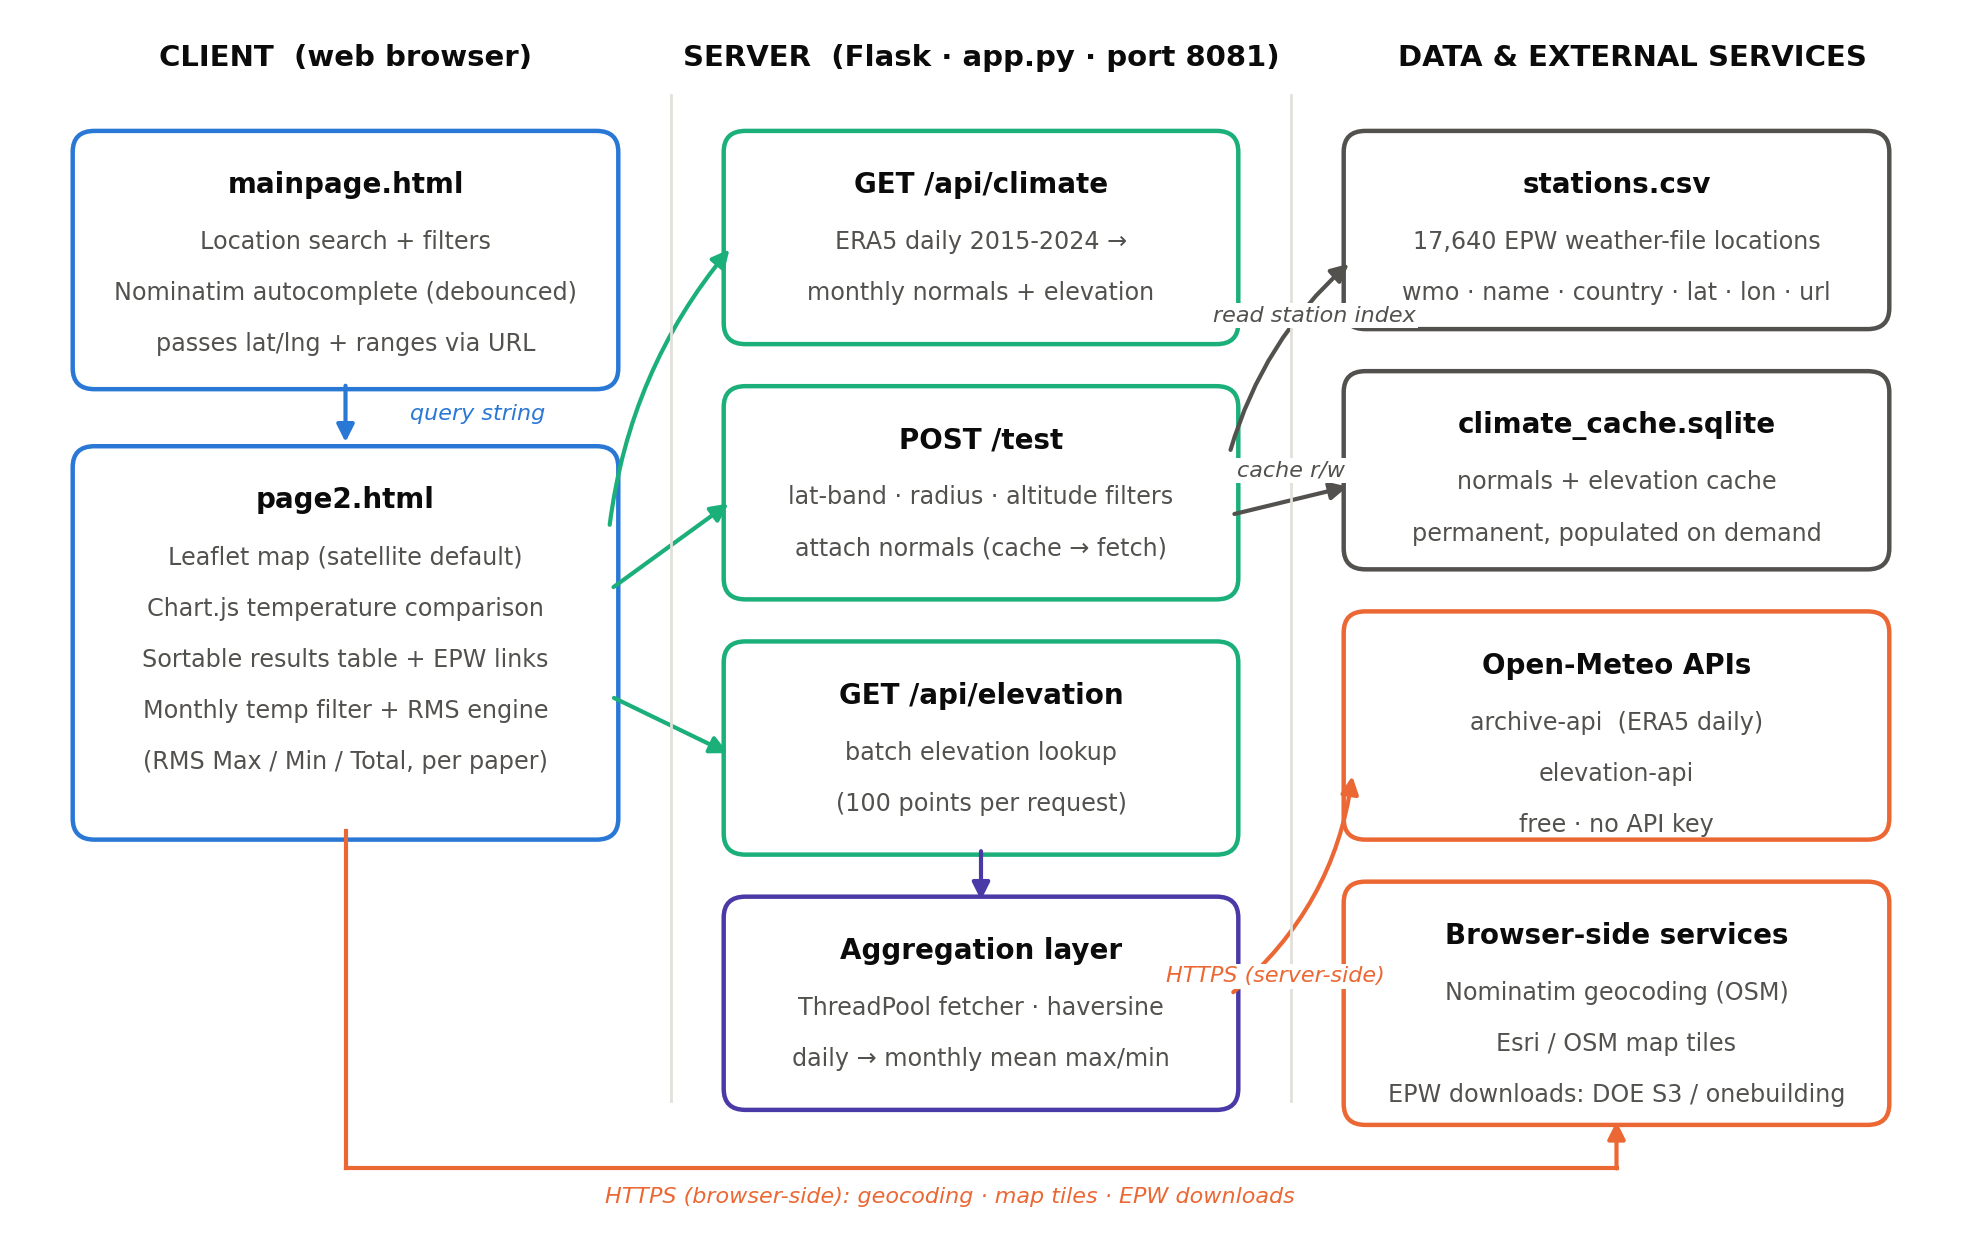 CLIENT  (web browser)
mainpage.html
Location search + filters
Nominatim autocomplete (debounced)
passes lat/lng + ranges via URL
query string
page2.html
Leaflet map (satellite default)
Chart.js temperature comparison
Sortable results table + EPW links
Monthly temp filter + RMS engine
(RMS Max / Min / Total, per paper)
SERVER  (Flask · app.py · port 8081)
GET /api/climate
ERA5 daily 2015-2024 →
monthly normals + elevation
POST /test
lat-band · radius · altitude filters
attach normals (cache → fetch)
GET /api/elevation
batch elevation lookup
(100 points per request)
Aggregation layer
ThreadPool fetcher · haversine
daily → monthly mean max/min
read station index
cache r/w
HTTPS (server-side)
DATA & EXTERNAL SERVICES
stations.csv
17,640 EPW weather-file locations
wmo · name · country · lat · lon · url
climate_cache.sqlite
normals + elevation cache
permanent, populated on demand
Open-Meteo APIs
archive-api  (ERA5 daily)
elevation-api
free · no API key
Browser-side services
Nominatim geocoding (OSM)
Esri / OSM map tiles
EPW downloads: DOE S3 / onebuilding
HTTPS (browser-side): geocoding · map tiles · EPW downloads